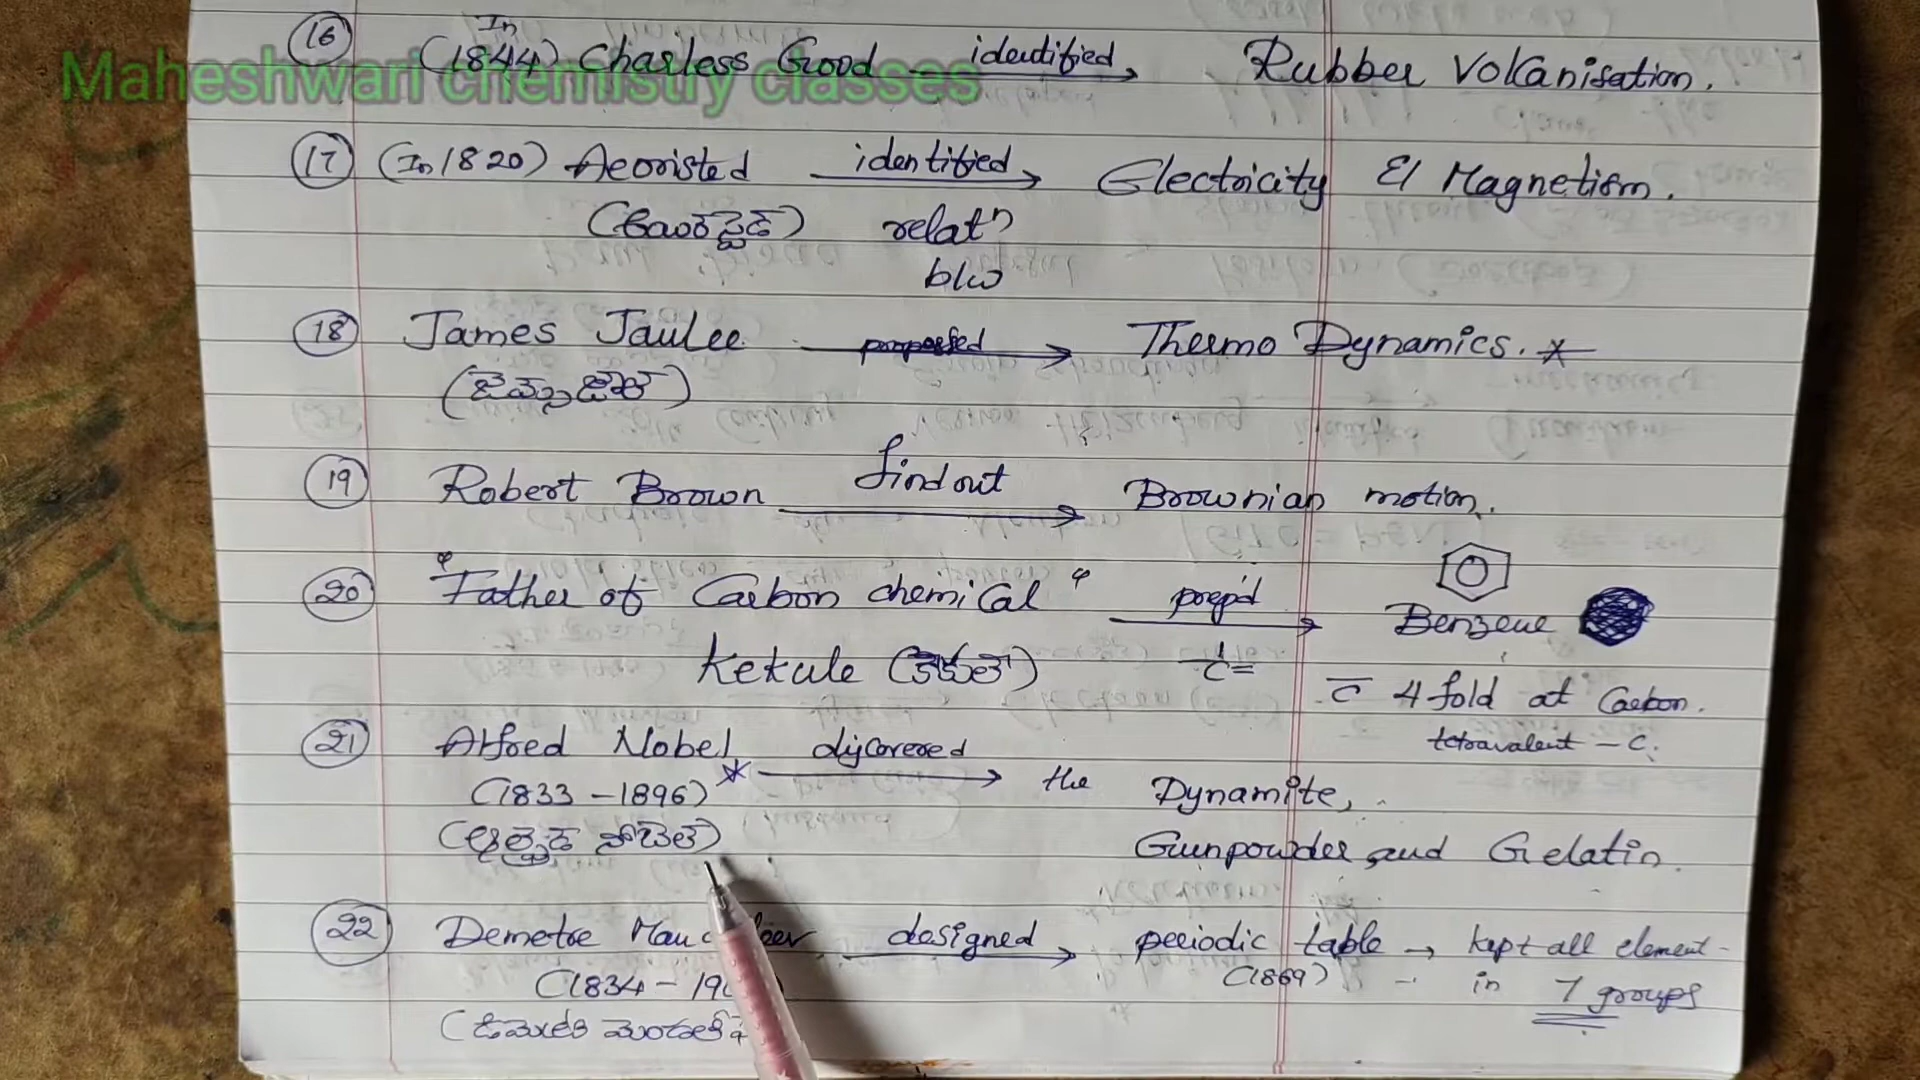 Maheshwari chemistry classes
16 In (1844) Charless Good identified Rubber Volkanisation.
17 (In 1820) Aeoristed identified Electricity & Magnetism.
relatn
b/w
18 James Jaulee proposed Thermo Dynamics.
(జేమ్స్ జౌల్)
19 Robert Brown find out Brownian motion.
20 "Father of Carbon chemical" prep'd Benzene
Kekule
4 fold at Carbon.
tetravalent - C.
21 Alfred Nobel discovered the Dynamite,
(1833 - 1896)
Gunpowder and Gelatin.
22 Demetre designed periodic table → kept all element -
(1834 - (1869) in 7 groups